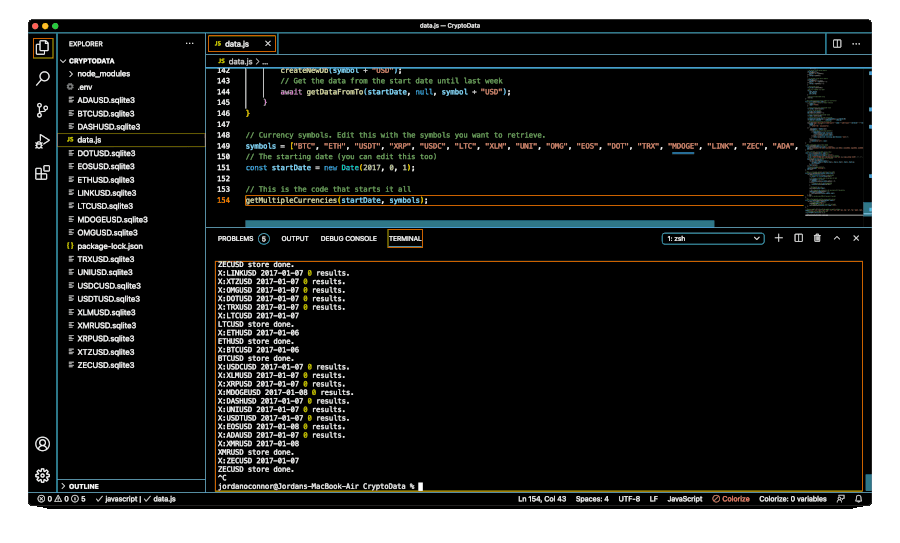 data.js — CryptoData
EXPLORER ···
JS data.js ×
CRYPTODATA
node_modules
.env
ADAUSD.sqlite3
BTCUSD.sqlite3
DASHUSD.sqlite3
JS data.js
DOTUSD.sqlite3
EOSUSD.sqlite3
ETHUSD.sqlite3
LINKUSD.sqlite3
LTCUSD.sqlite3
MDOGEUSD.sqlite3
OMGUSD.sqlite3
{} package-lock.json
TRXUSD.sqlite3
UNIUSD.sqlite3
USDCUSD.sqlite3
USDTUSD.sqlite3
XLMUSD.sqlite3
XMRUSD.sqlite3
XRPUSD.sqlite3
XTZUSD.sqlite3
ZECUSD.sqlite3
OUTLINE
JS data.js > ...
142 createNewDb(symbol + "USD");
143 // Get the data from the start date until last week
144 await getDataFromTo(startDate, null, symbol + "USD");
145 }
146 }
147
148 // Currency symbols. Edit this with the symbols you want to retrieve.
149 symbols = ["BTC", "ETH", "USDT", "XRP", "USDC", "LTC", "XLM", "UNI", "OMG", "EOS", "DOT", "TRX", "MDOGE", "LINK", "ZEC", "ADA",
150 // The starting date (you can edit this too)
151 const startDate = new Date(2017, 0, 1);
152
153 // This is the code that starts it all
154 getMultipleCurrencies(startDate, symbols);
PROBLEMS 5 OUTPUT DEBUG CONSOLE TERMINAL 1: zsh
ZECUSD store done.
X:LINKUSD 2017-01-07 0 results.
X:XTZUSD 2017-01-07 0 results.
X:OMGUSD 2017-01-07 0 results.
X:DOTUSD 2017-01-07 0 results.
X:TRXUSD 2017-01-07 0 results.
X:LTCUSD 2017-01-07
LTCUSD store done.
X:ETHUSD 2017-01-06
ETHUSD store done.
X:BTCUSD 2017-01-06
BTCUSD store done.
X:USDCUSD 2017-01-07 0 results.
X:XLMUSD 2017-01-07 0 results.
X:XRPUSD 2017-01-07 0 results.
X:MDOGEUSD 2017-01-08 0 results.
X:DASHUSD 2017-01-07 0 results.
X:UNIUSD 2017-01-07 0 results.
X:USDTUSD 2017-01-07 0 results.
X:EOSUSD 2017-01-08 0 results.
X:ADAUSD 2017-01-07 0 results.
X:XMRUSD 2017-01-08
XMRUSD store done.
X:ZECUSD 2017-01-07
ZECUSD store done.
^C
jordanoconnor@Jordans-MacBook-Air CryptoData %
0 0 5 javascript | data.js Ln 154, Col 43 Spaces: 4 UTF-8 LF JavaScript Colorize Colorize: 0 variables